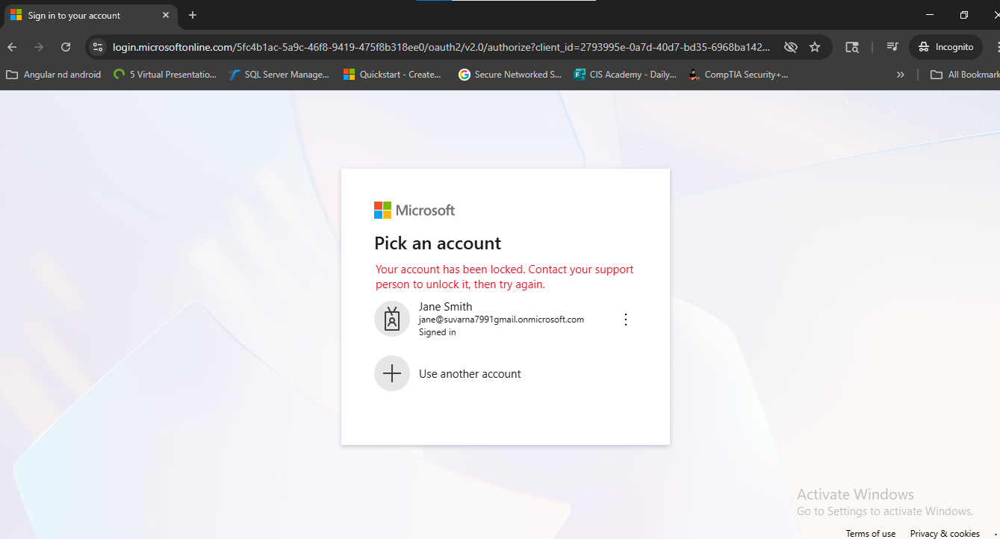 Sign in to your account
login.microsoftonline.com/5fc4b1ac-5a9c-46f8-9419-475f8b318ee0/oauth2/v2.0/authorize?client_id=2793995e-0a7d-40d7-bd35-6968ba142...
Incognito
Angular nd android
5 Virtual Presentatio...
SQL Server Manage...
Quickstart - Create...
Secure Networked S...
CIS Academy - Daily...
CompTIA Security+...
All Bookmark
Microsoft
Pick an account
Your account has been locked. Contact your support
person to unlock it, then try again.
Jane Smith
jane@suvarna7991gmail.onmicrosoft.com
Signed in
Use another account
Activate Windows
Go to Settings to activate Windows.
Terms of use
Privacy & cookies